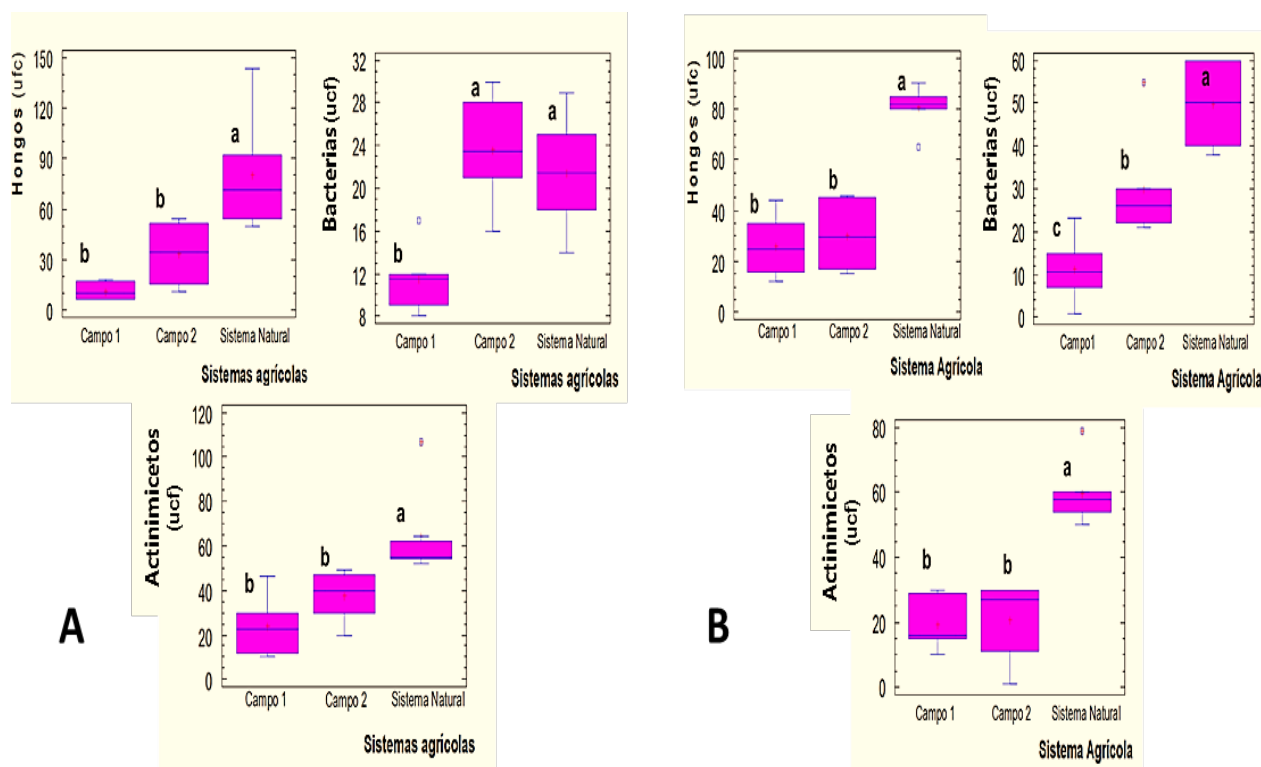 Hongos (ufc)
150
120
90
60
30
0
b
b
a
Campo 1 Campo 2 Sistema Natural
Sistemas agrícolas
Bacterias (ucf)
32
28
24
20
16
12
8
b
a
a
Campo 1 Campo 2 Sistema Natural
Sistemas agrícolas
Actinimicetos
(ucf)
120
100
80
60
40
20
0
b
b
a
Campo 1 Campo 2 Sistema Natural
Sistemas agrícolas
A
Hongos (ufc)
100
80
60
40
20
0
b
b
a
Campo 1 Campo 2 Sistema Natural
Sistema Agrícola
Bacterias (ucf)
60
50
40
30
20
10
0
c
b
a
Campo1 Campo 2 Sistema Natural
Sistema Agrícola
Actinimicetos
(ucf)
80
60
40
20
0
b
b
a
Campo 1 Campo 2 Sistema Natural
Sistema Agrícola
B